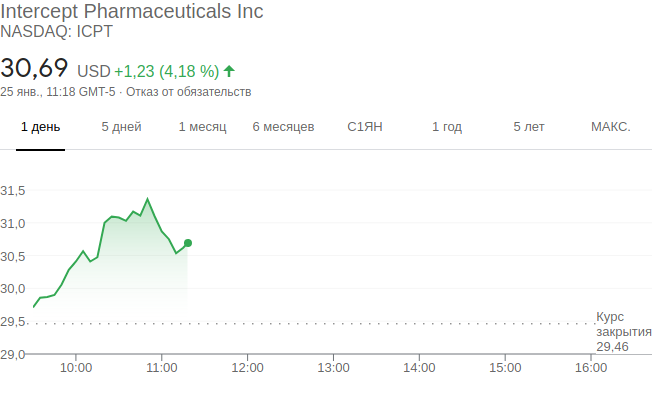 Intercept Pharmaceuticals Inc
NASDAQ: ICPT
30,69 USD +1,23 (4,18 %)
25 янв., 11:18 GMT-5 · Отказ от обязательств
1 день 5 дней 1 месяц 6 месяцев С1ЯН 1 год 5 лет МАКС.
31,5
31,0
30,5
30,0
29,5
29,0
Курс
закрытия
29,46
10:00 11:00 12:00 13:00 14:00 15:00 16:00